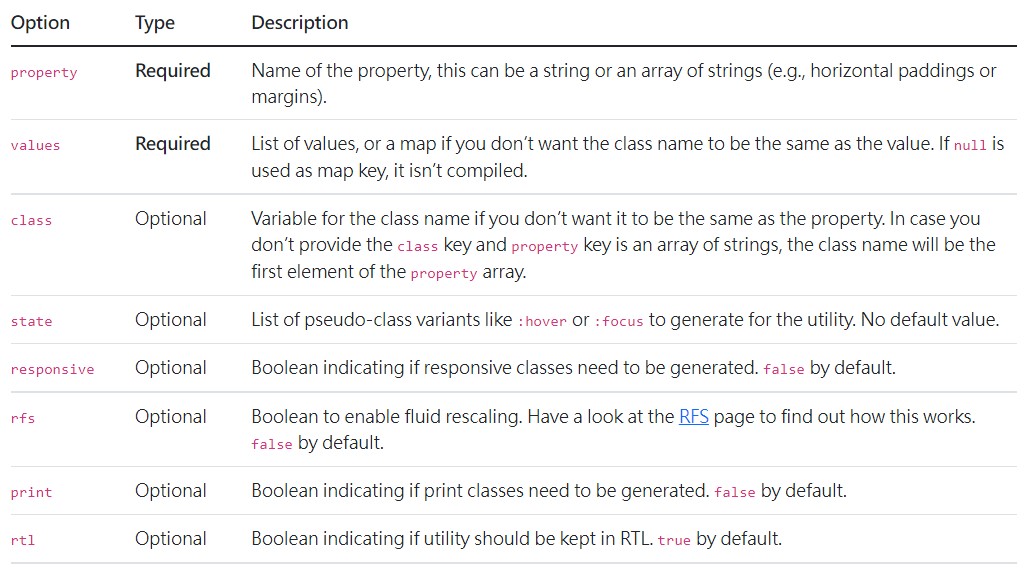 Option Type Description
property Required Name of the property, this can be a string or an array of strings (e.g., horizontal paddings or
margins).
values Required List of values, or a map if you don’t want the class name to be the same as the value. If null is
used as map key, it isn’t compiled.
class Optional Variable for the class name if you don’t want it to be the same as the property. In case you
don’t provide the class key and property key is an array of strings, the class name will be the
first element of the property array.
state Optional List of pseudo-class variants like :hover or :focus to generate for the utility. No default value.
responsive Optional Boolean indicating if responsive classes need to be generated. false by default.
rfs Optional Boolean to enable fluid rescaling. Have a look at the RFS page to find out how this works.
false by default.
print Optional Boolean indicating if print classes need to be generated. false by default.
rtl Optional Boolean indicating if utility should be kept in RTL. true by default.